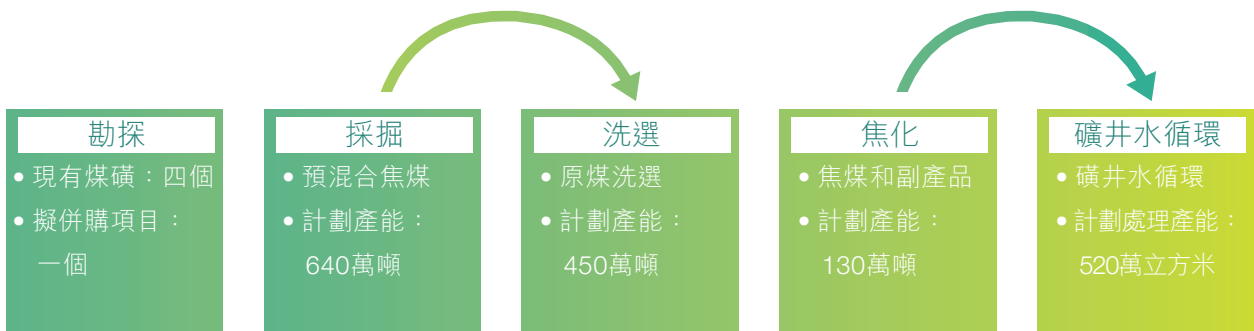 勘探
• 現有煤礦：四個
• 擬併購項目：
一個
採掘
• 預混合焦煤
• 計劃產能：
640萬噸
洗選
• 原煤洗選
• 計劃產能：
450萬噸
焦化
• 焦煤和副產品
• 計劃產能：
130萬噸
礦井水循環
• 礦井水循環
• 計劃處理產能：
520萬立方米